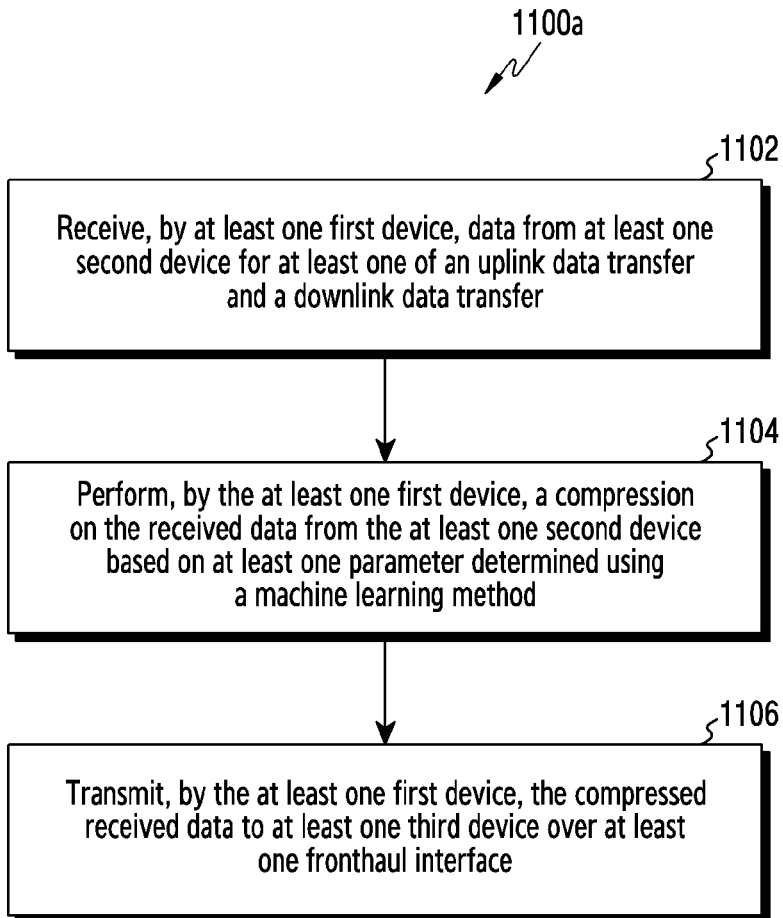 1100a
1102
Receive, by at least one first device, data from at least one
second device for at least one of an uplink data transfer
and a downlink data transfer
1104
Perform, by the at least one first device, a compression
on the received data from the at least one second device
based on at least one parameter determined using
a machine learning method
1106
Transmit, by the at least one first device, the compressed
received data to at least one third device over at least
one fronthaul interface